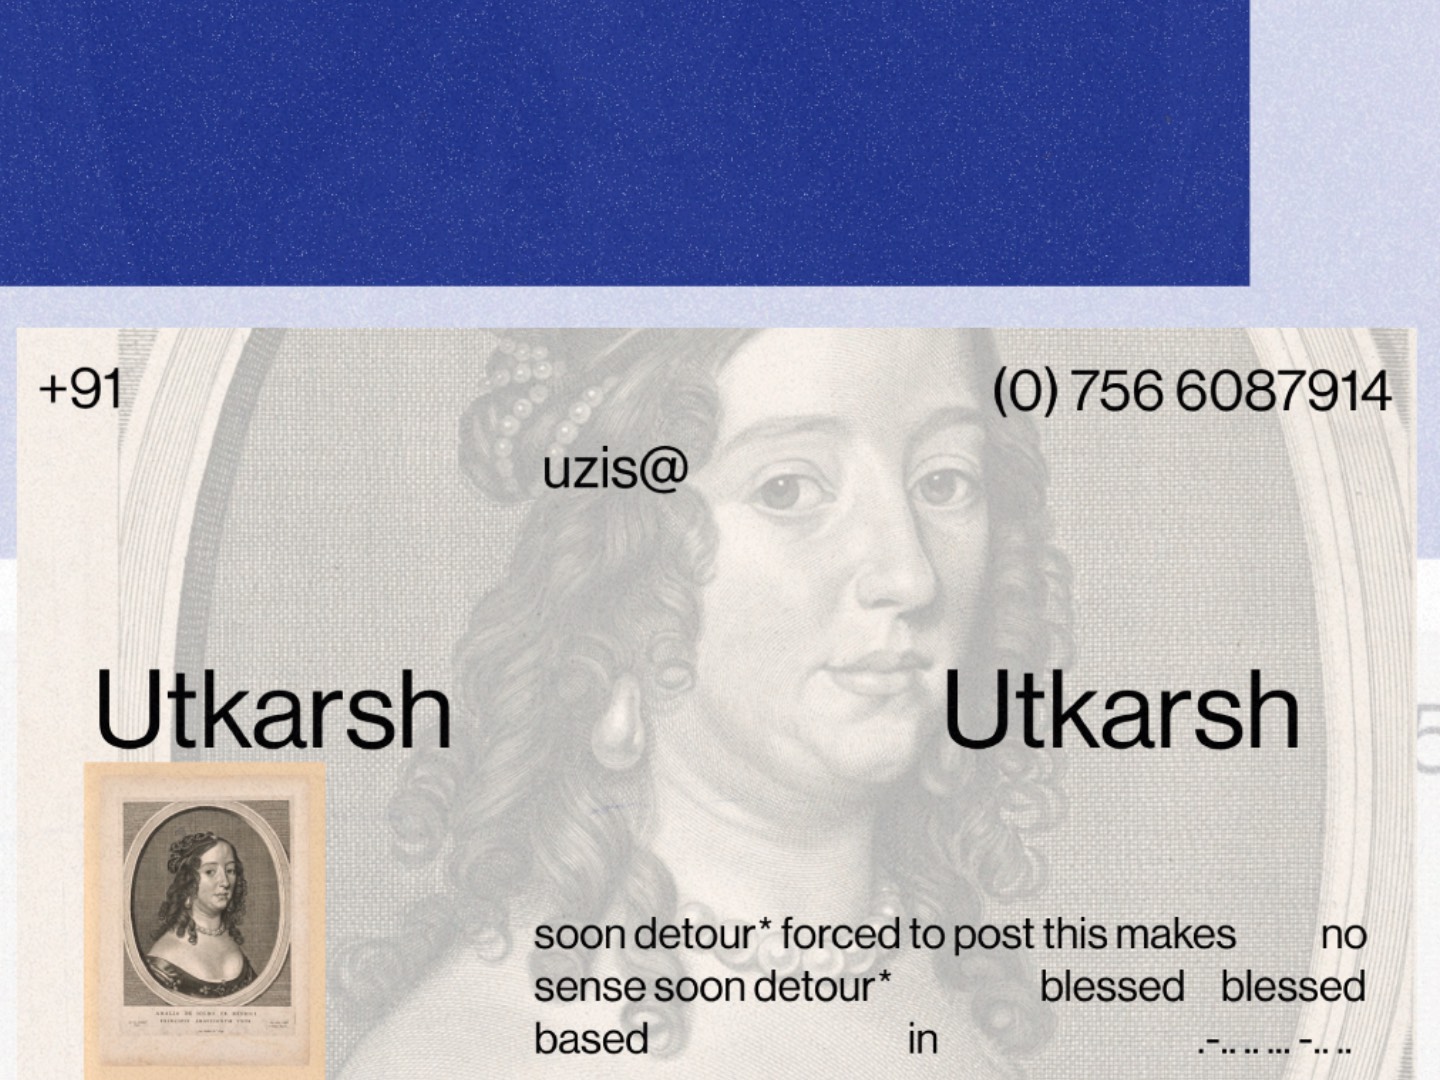 +91 (0) 756 6087914
uzis@
Utkarsh Utkarsh
soon detour* forced to post this makes no
sense soon detour* blessed blessed
based in .-.. .. ... -.. ..
5